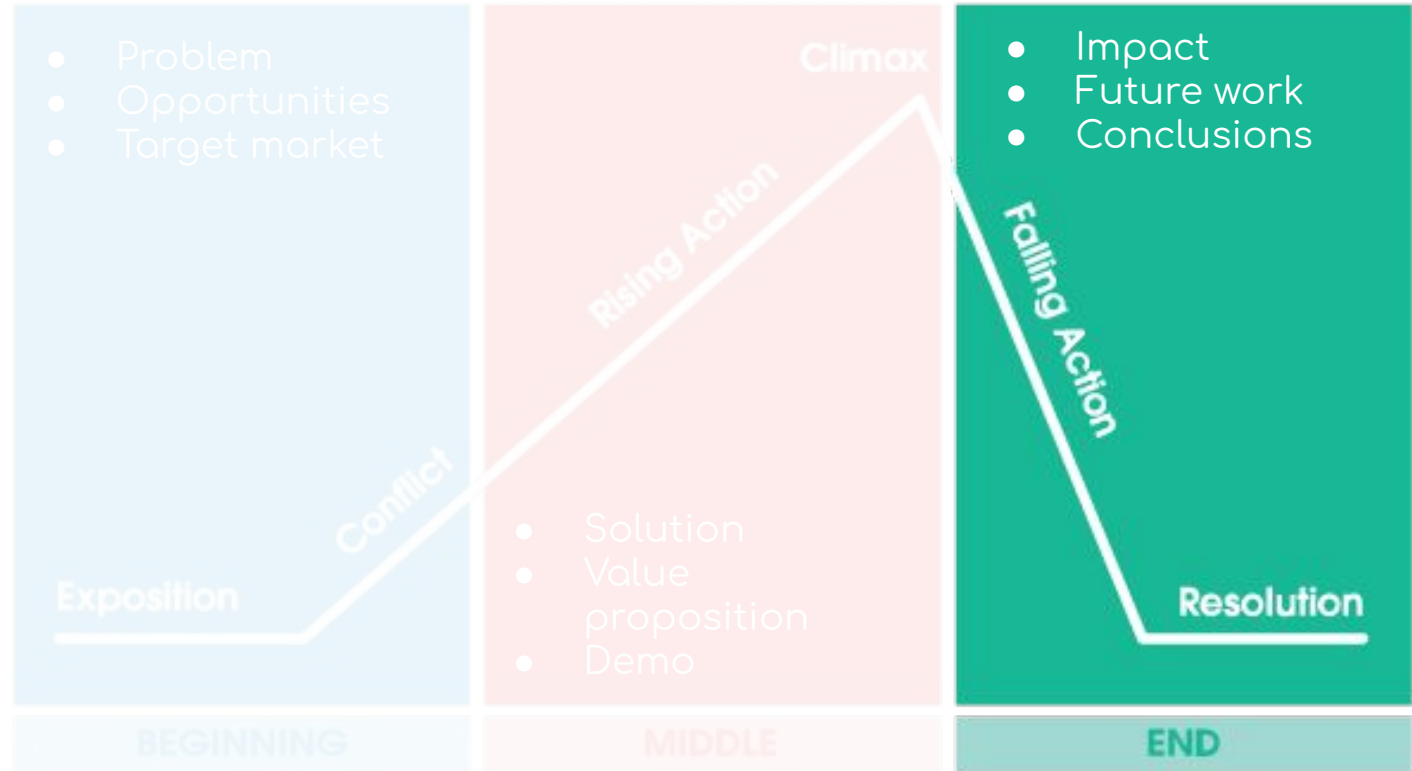 ● Problem
● Opportunities
● Target market
Exposition
Conflict
BEGINNING
Climax
Rising Action
● Solution
● Value
proposition
● Demo
MIDDLE
● Impact
● Future work
● Conclusions
Falling Action
Resolution
END